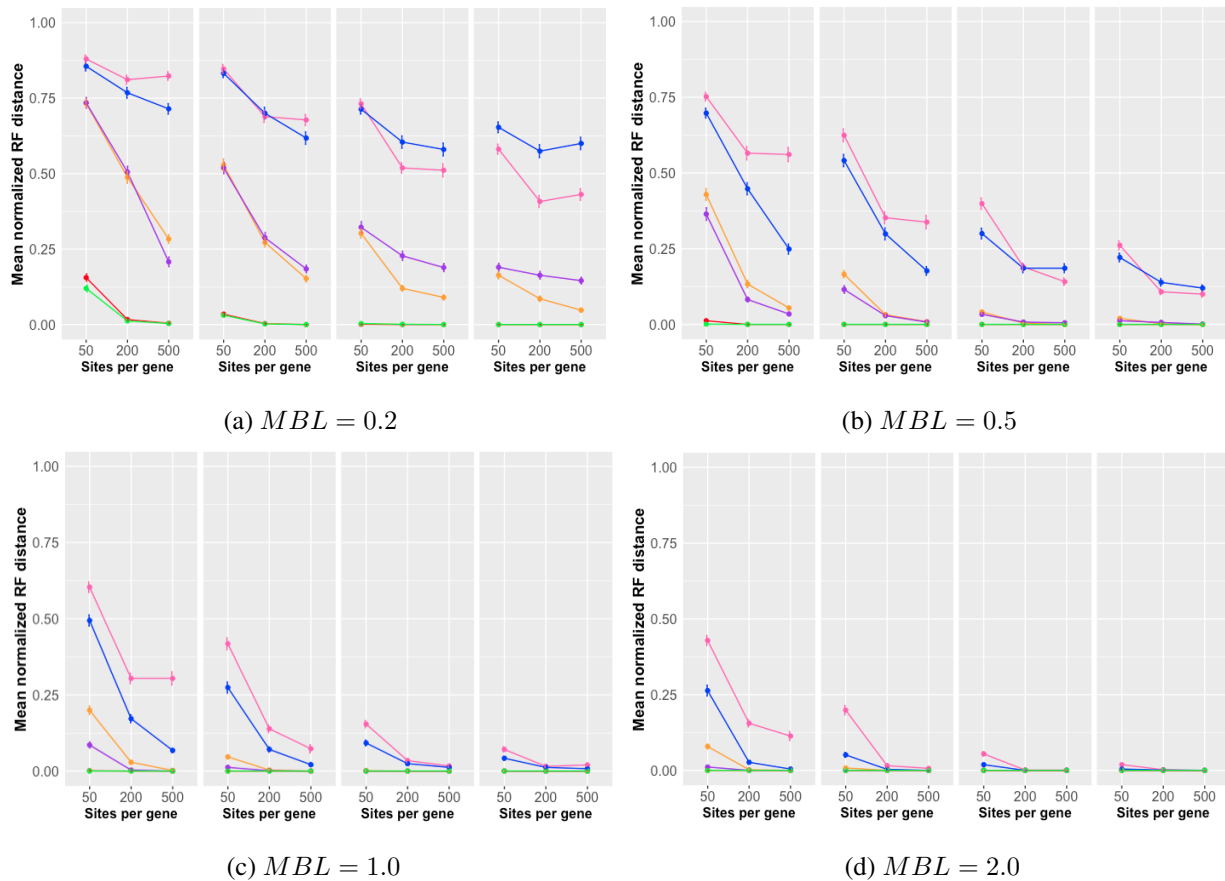 Mean normalized RF distance
1.00
0.75
0.50
0.25
0.00
50 200 500 50 200 500 50 200 500 50 200 500
Sites per gene Sites per gene Sites per gene Sites per gene
(a) MBL = 0.2
Mean normalized RF distance
1.00
0.75
0.50
0.25
0.00
50 200 500 50 200 500 50 200 500 50 200 500
Sites per gene Sites per gene Sites per gene Sites per gene
(b) MBL = 0.5
Mean normalized RF distance
1.00
0.75
0.50
0.25
0.00
50 200 500 50 200 500 50 200 500 50 200 500
Sites per gene Sites per gene Sites per gene Sites per gene
(c) MBL = 1.0
Mean normalized RF distance
1.00
0.75
0.50
0.25
0.00
50 200 500 50 200 500 50 200 500 50 200 500
Sites per gene Sites per gene Sites per gene Sites per gene
(d) MBL = 2.0